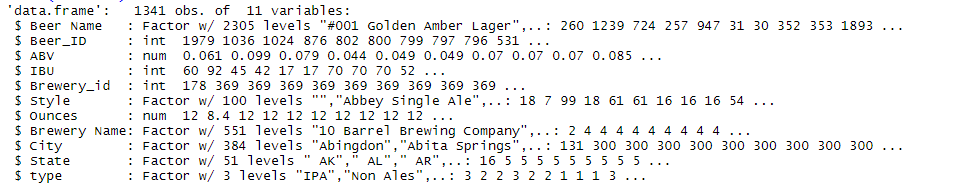 'data.frame':   1341 obs. of  11 variables:
 $ Beer Name   : Factor w/ 2305 levels "#001 Golden Amber Lager",..: 260 1239 724 257 947 31 30 352 353 1893 ...
 $ Beer_ID     : int  1979 1036 1024 876 802 800 799 797 796 531 ...
 $ ABV         : num  0.061 0.099 0.079 0.044 0.049 0.049 0.07 0.07 0.07 0.085 ...
 $ IBU         : int  60 92 45 42 17 17 70 70 70 52 ...
 $ Brewery_id  : int  178 369 369 369 369 369 369 369 369 369 ...
 $ Style       : Factor w/ 100 levels "","Abbey Single Ale",..: 18 7 99 18 61 61 16 16 16 54 ...
 $ Ounces      : num  12 8.4 12 12 12 12 12 12 12 12 ...
 $ Brewery Name: Factor w/ 551 levels "10 Barrel Brewing Company",..: 2 4 4 4 4 4 4 4 4 4 ...
 $ City        : Factor w/ 384 levels "Abingdon","Abita Springs",..: 131 300 300 300 300 300 300 300 300 300 ...
 $ State       : Factor w/ 51 levels " AK"," AL"," AR",..: 16 5 5 5 5 5 5 5 5 5 ...
 $ type        : Factor w/ 3 levels "IPA","Non Ales",..: 3 2 2 3 2 2 1 1 1 3 ...